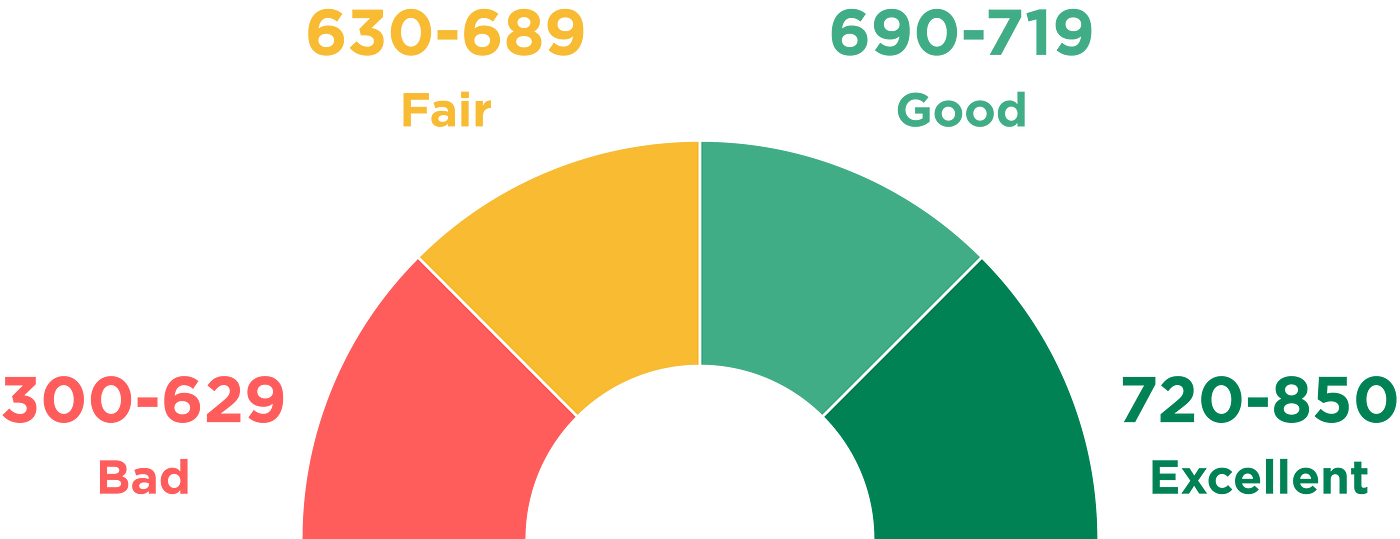 630-689
Fair
690-719
Good
300-629
Bad
720-850
Excellent